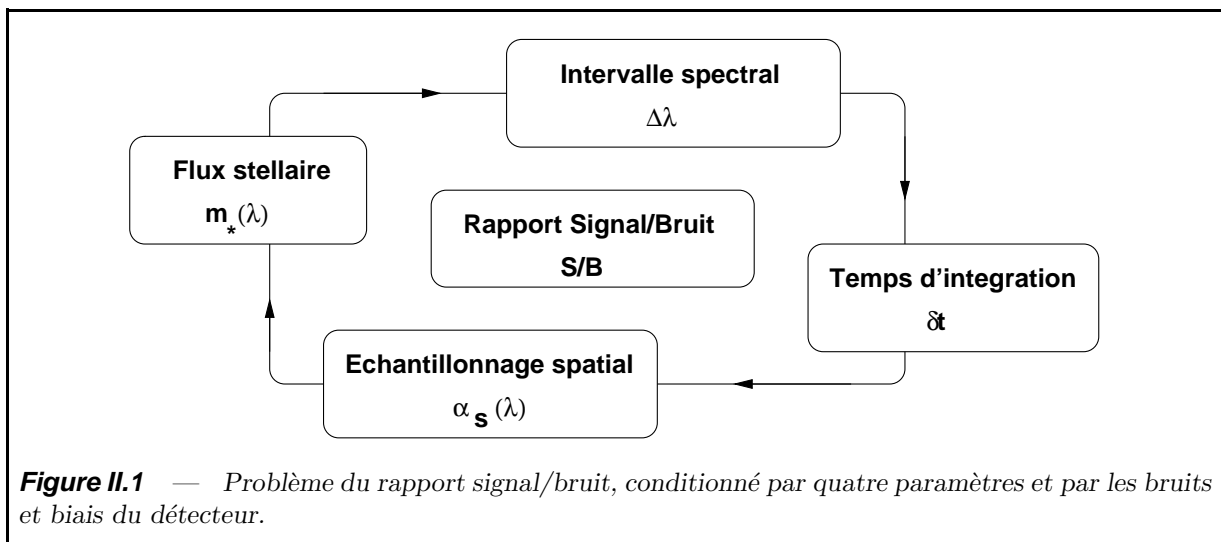 Intervalle spectral
Δλ
Flux stellaire
m*(λ)
Rapport Signal/Bruit
S/B
Temps d'integration
δt
Echantillonnage spatial
αs(λ)
Figure II.1 — Problème du rapport signal/bruit, conditionné par quatre paramètres et par les bruits
et biais du détecteur.